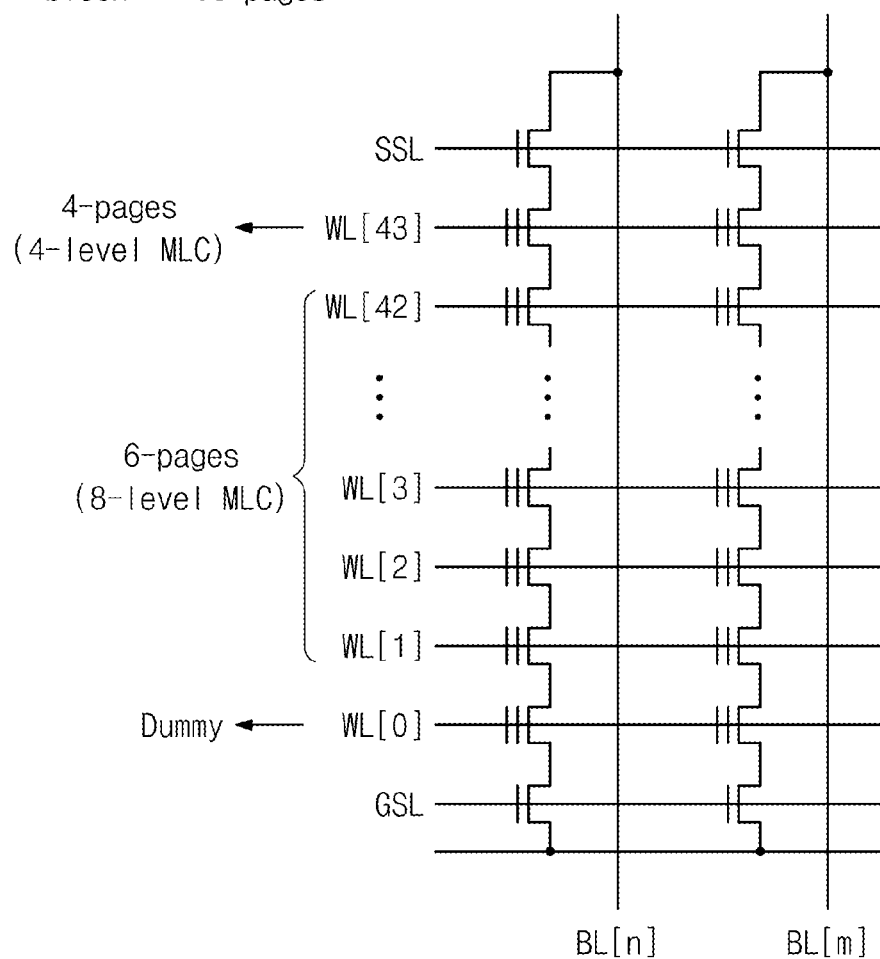 SSL
4-pages
(4-level MLC)
WL[43]
WL[42]
6-pages
(8-level MLC)
WL[3]
WL[2]
WL[1]
Dummy
WL[0]
GSL
BL[n]
BL[m]